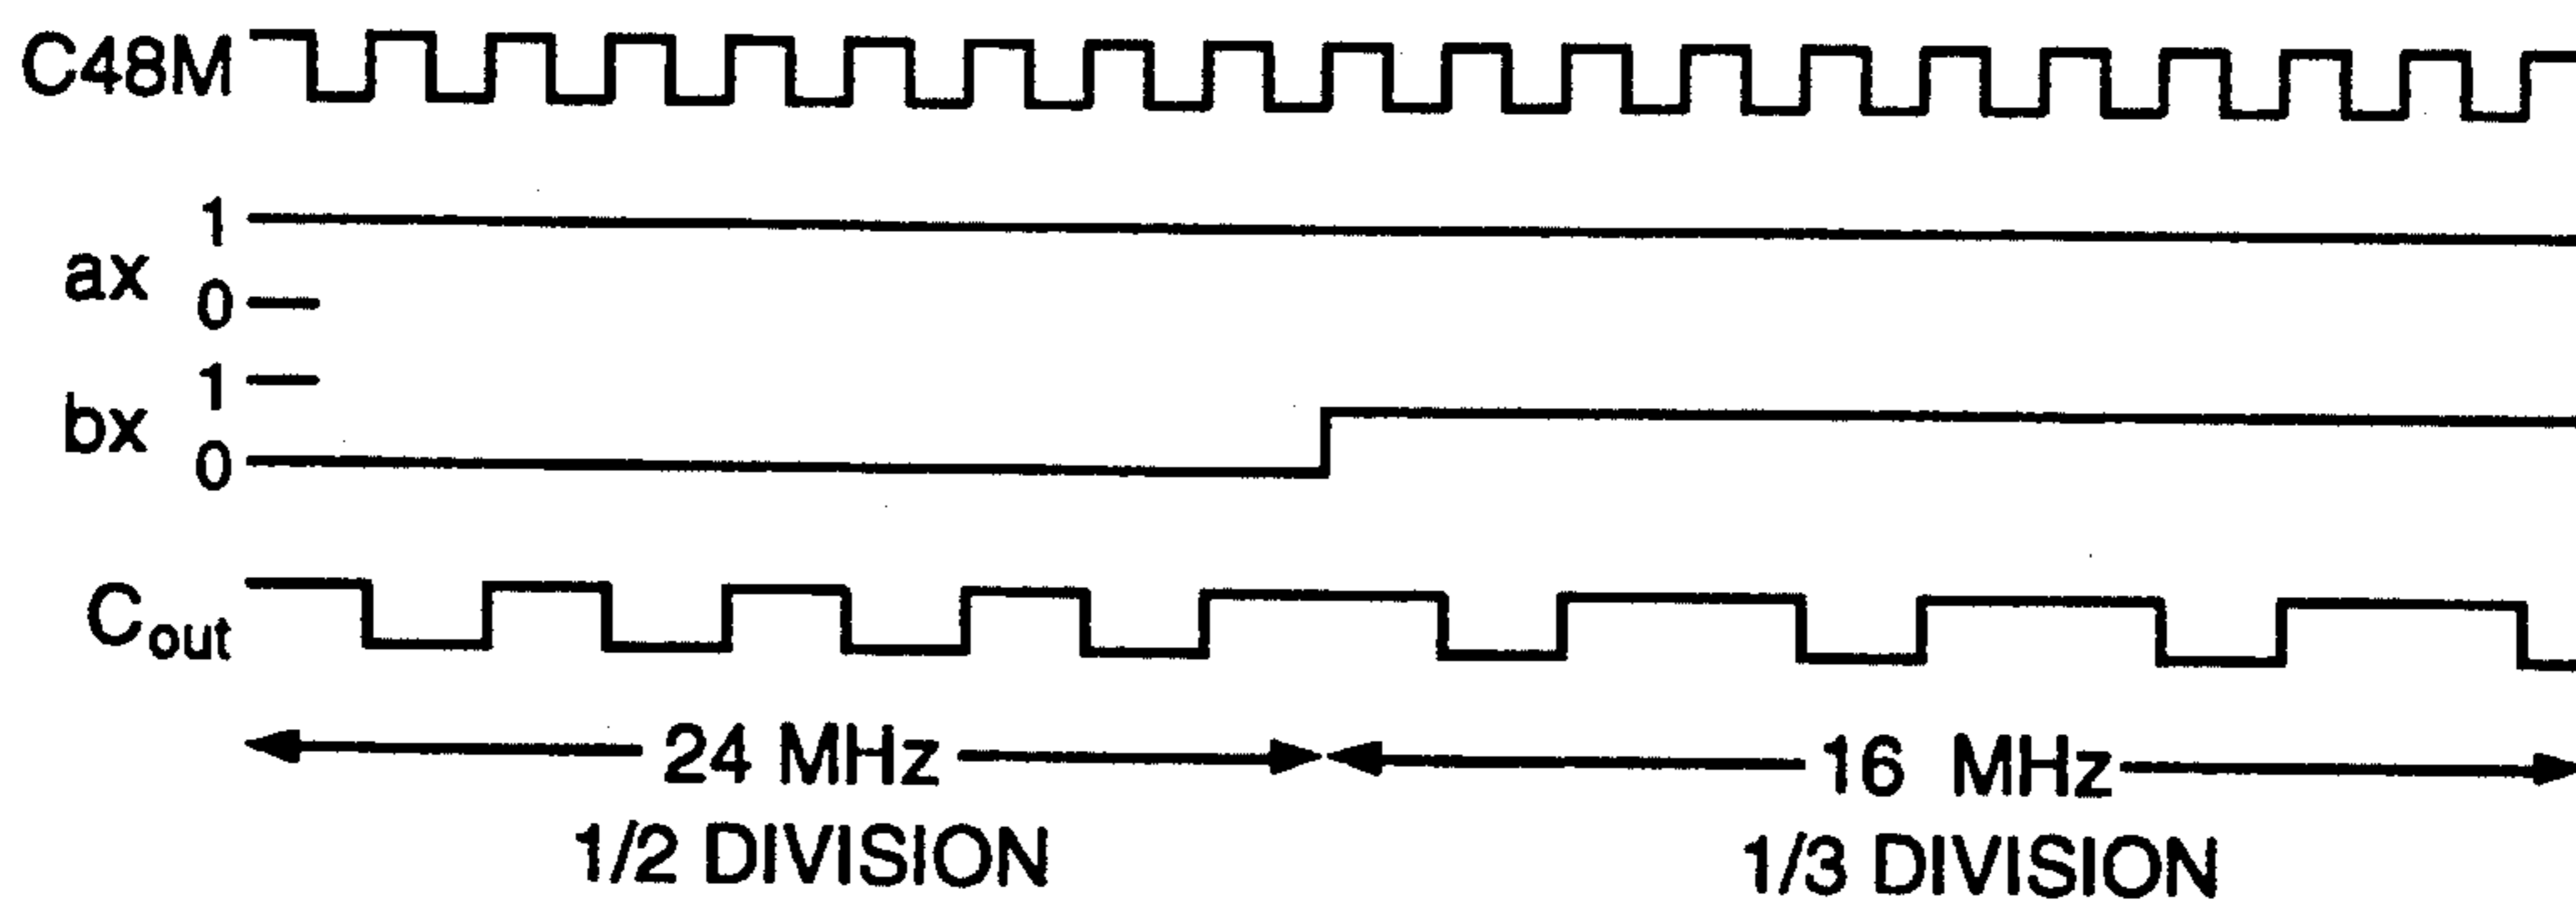 C48M
1
ax
0
1
bx
0
Cout
24 MHz
16 MHz
1/2 DIVISION
1/3 DIVISION